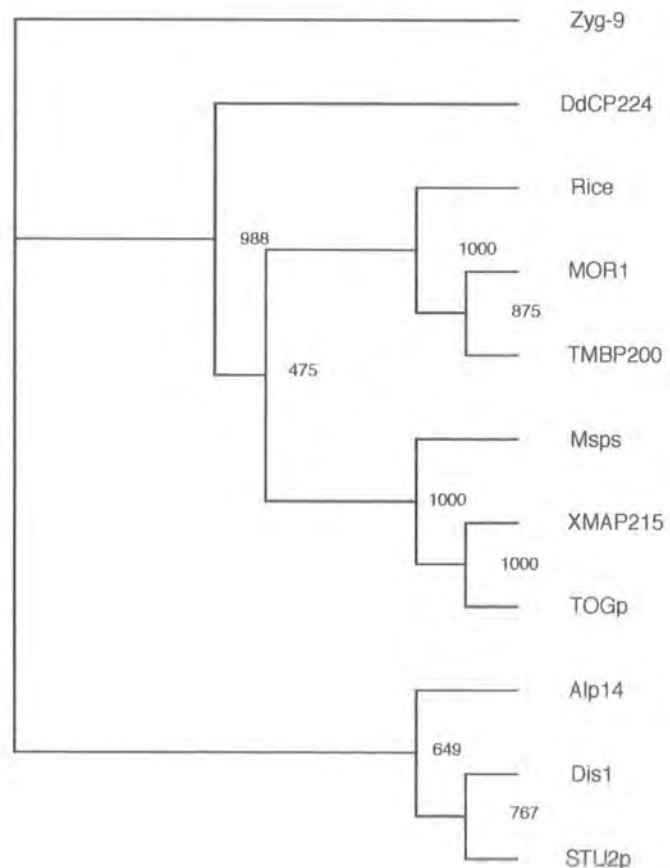 Zyg-9
DdCP224
Rice
988
1000
MOR1
875
TMBP200
475
Msps
1000
XMAP215
1000
TOGp
Alp14
649
Dis1
767
STU2p